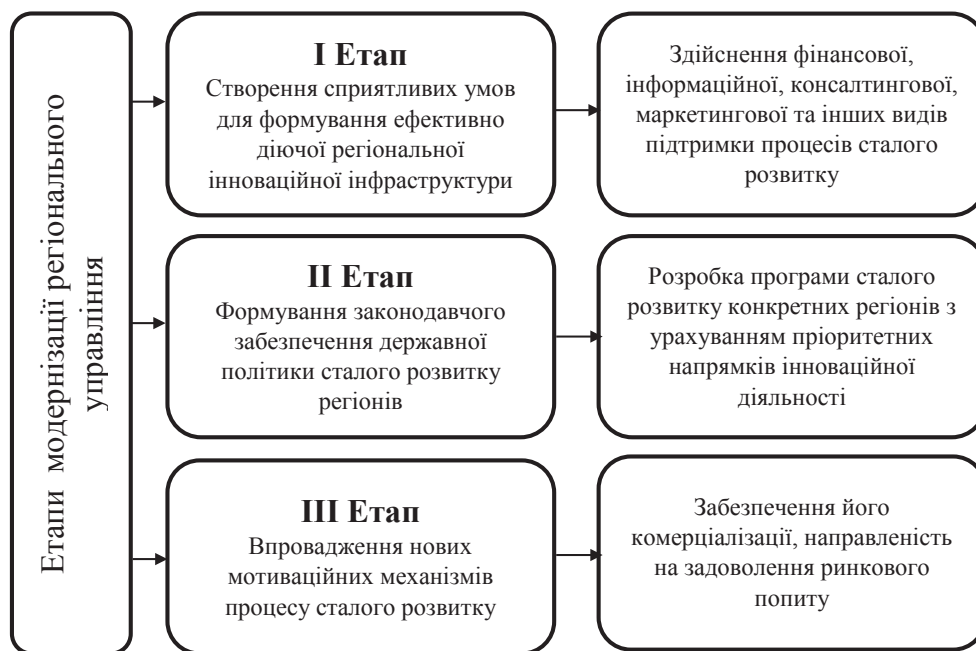 Етапи модернізації регіонального
управління
I Етап
Створення сприятливих умов
для формування ефективно
діючої регіональної
інноваційної інфраструктури
Здійснення фінансової,
інформаційної, консалтингової,
маркетингової та інших видів
підтримки процесів сталого
розвитку
II Етап
Формування законодавчого
забезпечення державної
політики сталого розвитку
регіонів
Розробка програми сталого
розвитку конкретних регіонів з
урахуванням пріоритетних
напрямків інноваційної
діяльності
III Етап
Впровадження нових
мотиваційних механізмів
процесу сталого розвитку
Забезпечення його
комерціалізації, направленість
на задоволення ринкового
попиту